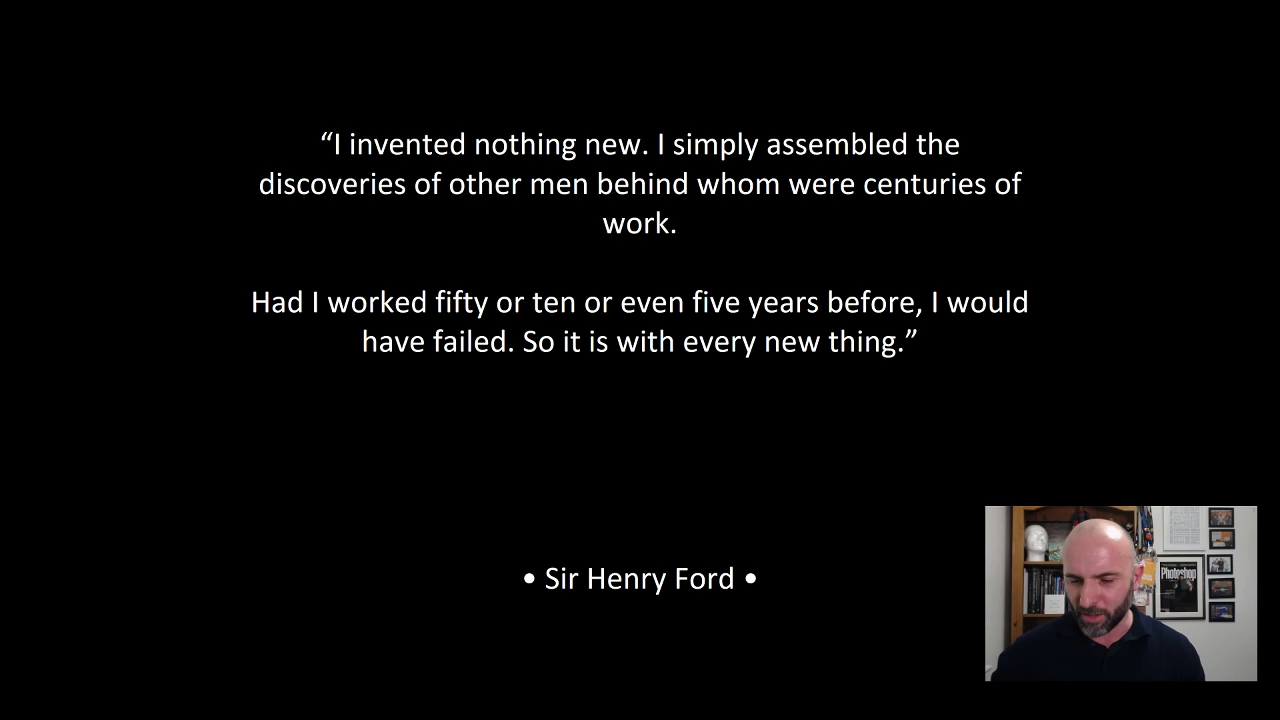 “I invented nothing new. I simply assembled the
discoveries of other men behind whom were centuries of
work.
Had I worked fifty or ten or even five years before, I would
have failed. So it is with every new thing.”
• Sir Henry Ford •
Photoshop